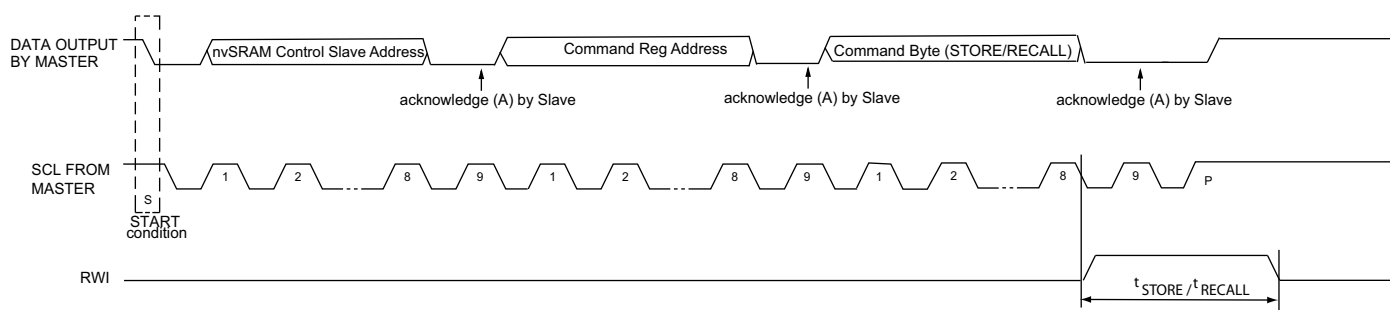 DATA OUTPUT
BY MASTER
nvSRAM Control Slave Address
Command Reg Address
Command Byte (STORE/RECALL)
acknowledge (A) by Slave
acknowledge (A) by Slave
acknowledge (A) by Slave
SCL FROM
MASTER
1 2 8 9 1 2 8 9 1 2 8 9
S
P
START
condition
RWI
t STORE / t RECALL